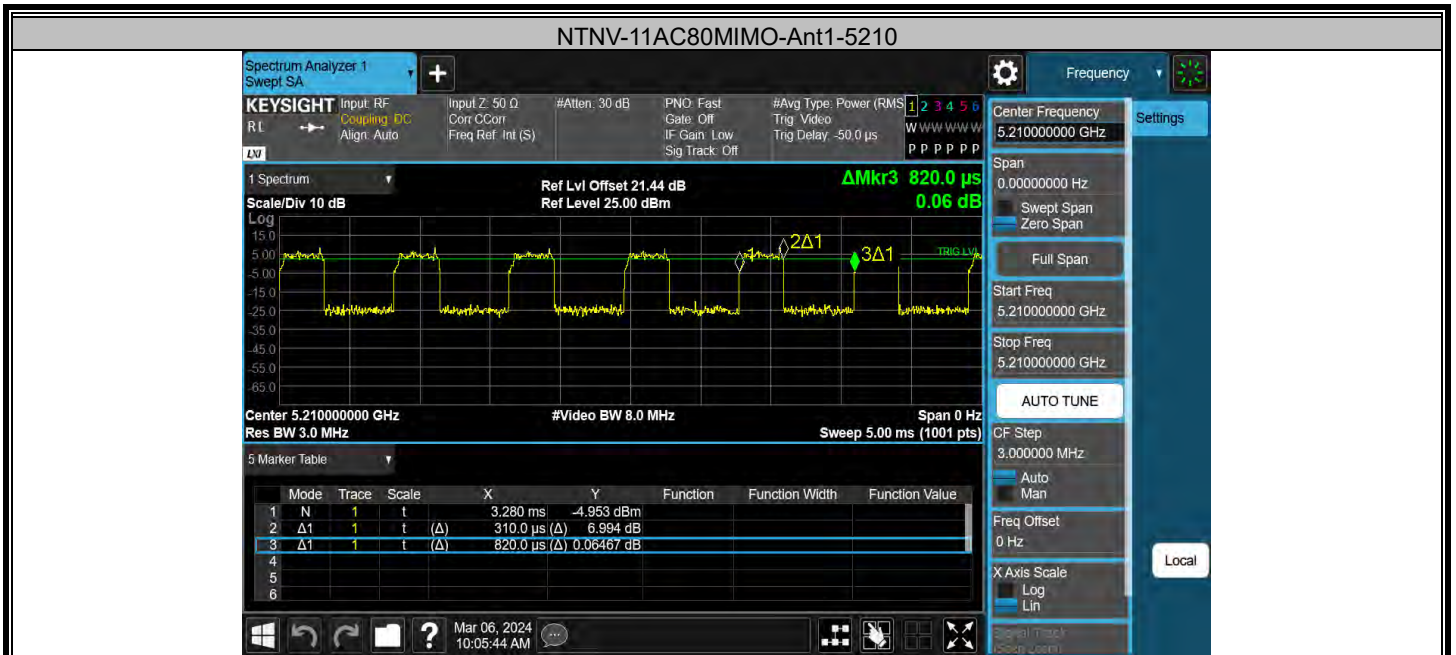 NTNV-11AC80MIMO-Ant1-5210
Spectrum Analyzer 1
Swept SA
Frequency
KEYSIGHT
RL
LXI
Input: RF
Coupling: DC
Align: Auto
Input Z: 50 Ω
Corr CCorr
Freq Ref: Int (S)
#Atten: 30 dB
PNO: Fast
Gate: Off
IF Gain: Low
Sig Track: Off
#Avg Type: Power (RMS
Trig: Video
Trig Delay: -50.0 µs
1 2 3 4 5 6
W W W W W W
P P P P P P
1 Spectrum
Scale/Div 10 dB
Ref Lvl Offset 21.44 dB
Ref Level 25.00 dBm
ΔMkr3 820.0 µs
0.06 dB
Log
15.0
5.00
-5.00
-15.0
-25.0
-35.0
-45.0
-55.0
-65.0
1
2Δ1
3Δ1
TRIG LVL
Center 5.210000000 GHz
Res BW 3.0 MHz
#Video BW 8.0 MHz
Span 0 Hz
Sweep 5.00 ms (1001 pts)
5 Marker Table
Mode Trace Scale X Y Function Function Width Function Value
1 N 1 t 3.280 ms -4.953 dBm
2 Δ1 1 t (Δ) 310.0 µs (Δ) 6.994 dB
3 Δ1 1 t (Δ) 820.0 µs (Δ) 0.06467 dB
4
5
6
Mar 06, 2024
10:05:44 AM
Center Frequency
5.210000000 GHz
Settings
Span
0.00000000 Hz
Swept Span
Zero Span
Full Span
Start Freq
5.210000000 GHz
Stop Freq
5.210000000 GHz
AUTO TUNE
CF Step
3.000000 MHz
Auto
Man
Freq Offset
0 Hz
X Axis Scale
Log
Lin
Signal Track
(Span Zoom)
Local